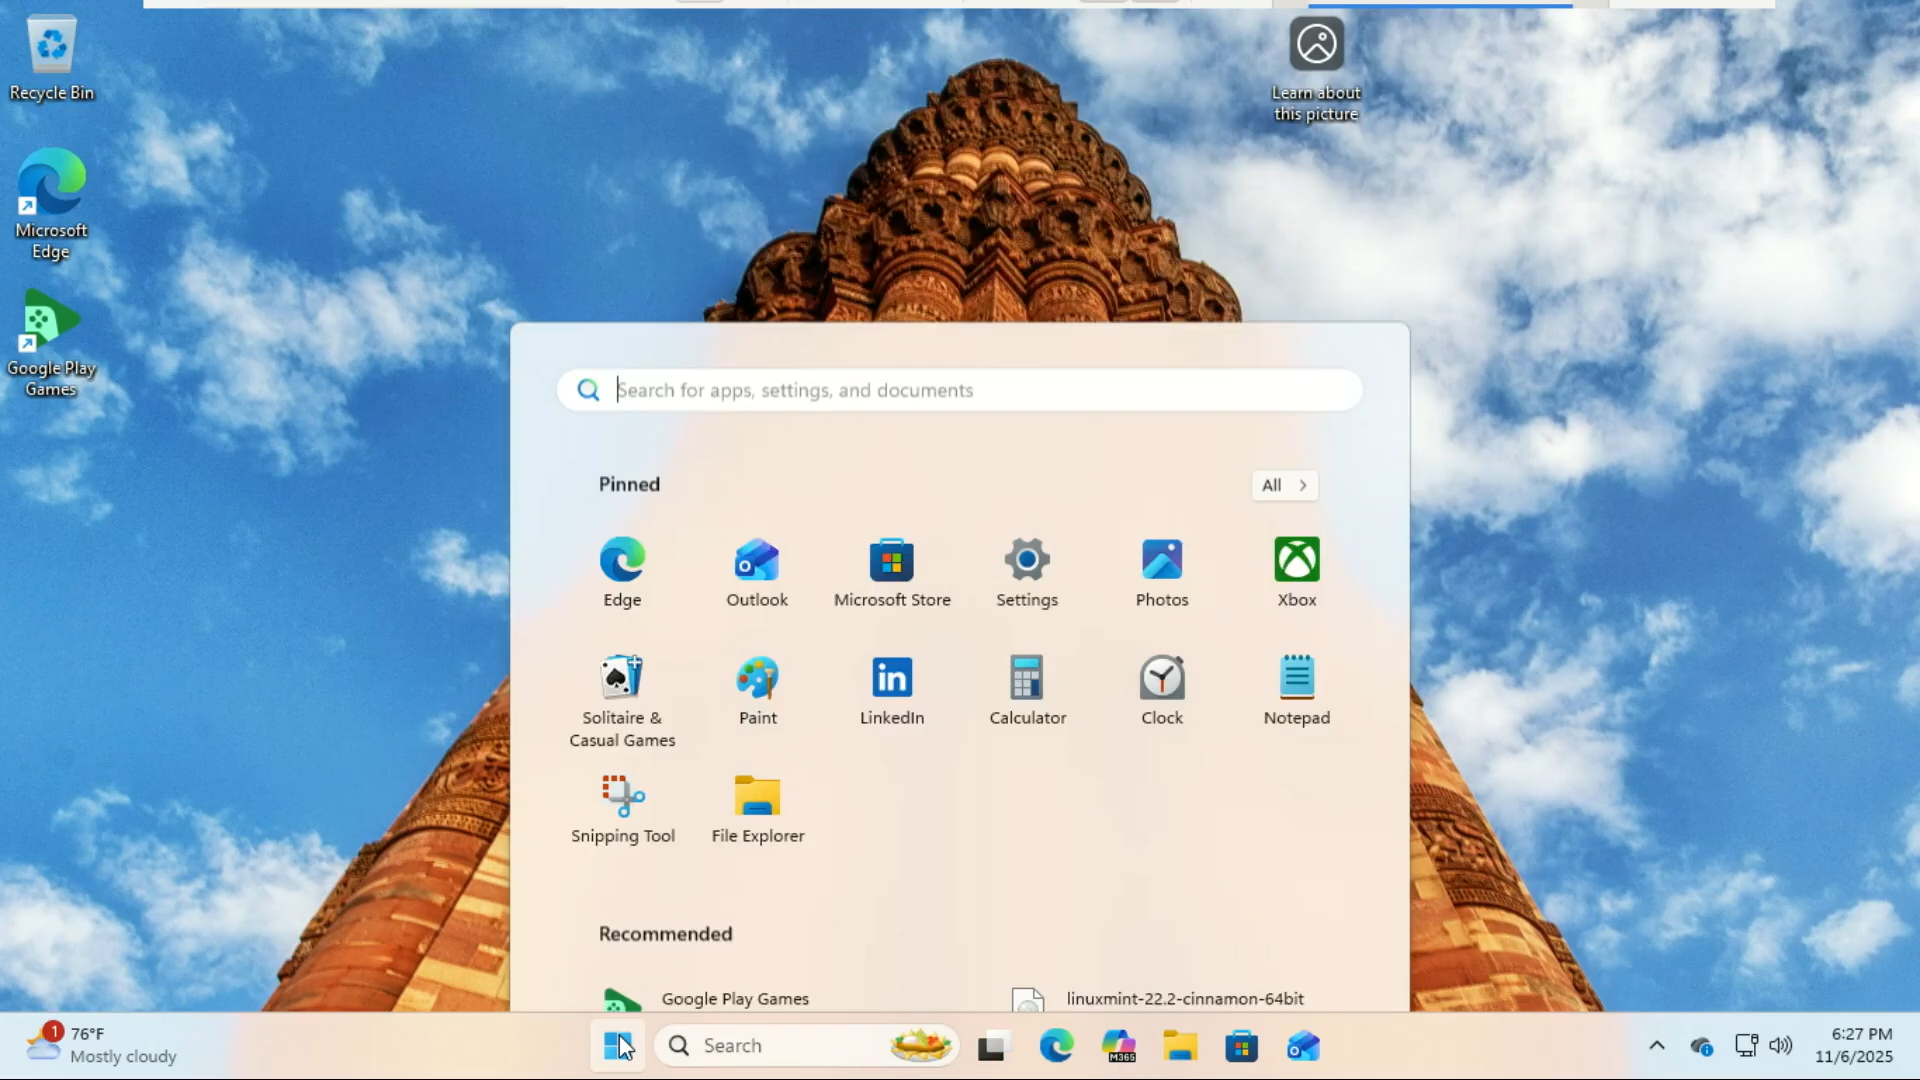 Recycle Bin
Learn about
this picture
Microsoft
Edge
Google Play
Games
Search for apps, settings, and documents
Pinned
All
Edge
Outlook
Microsoft Store
Settings
Photos
Xbox
Solitaire &
Casual Games
Paint
LinkedIn
Calculator
Clock
Notepad
Snipping Tool
File Explorer
Recommended
Google Play Games
linuxmint-22.2-cinnamon-64bit
1
76°F
Mostly cloudy
Search
M365
6:27 PM
11/6/2025